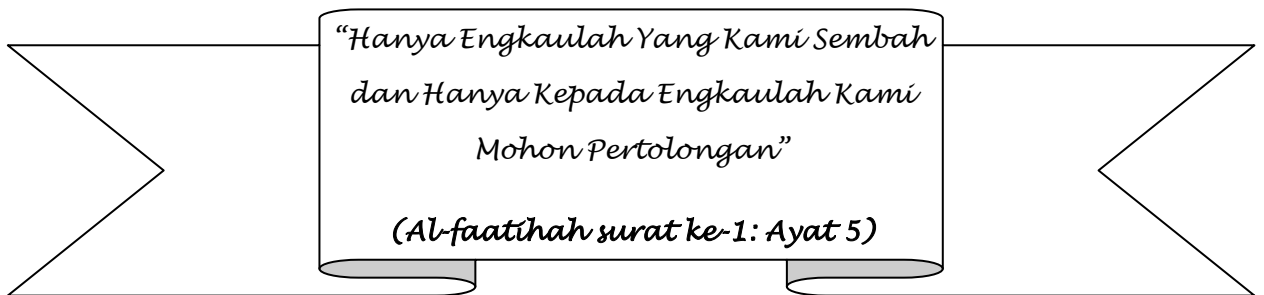 “Hanya Engkaulah Yang Kami Sembah
dan Hanya Kepada Engkaulah Kami
Mohon Pertolongan”
(Al-faatihah surat ke-1: Ayat 5)